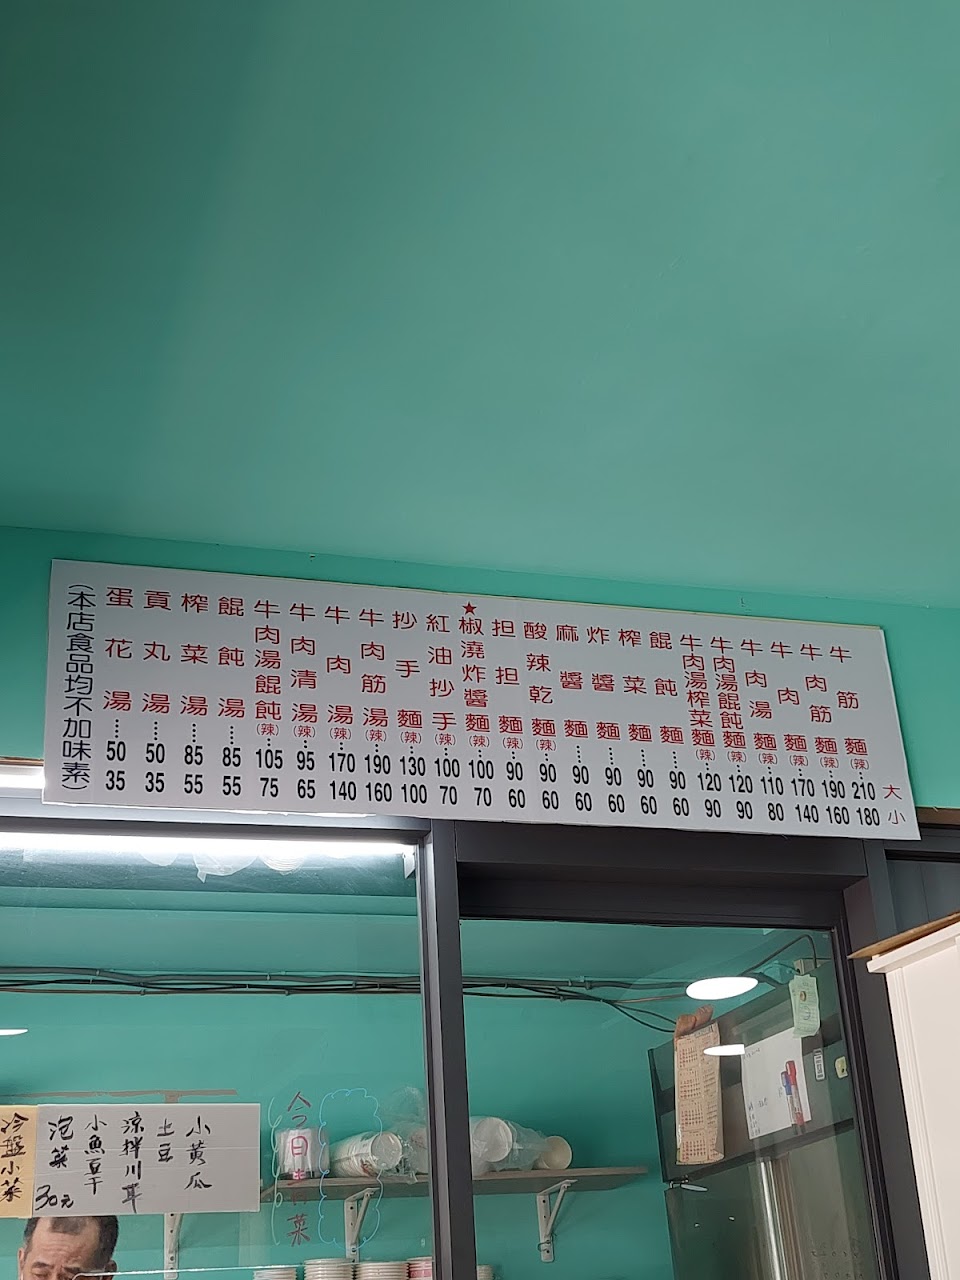 大 小
牛筋麵(辣)⋯210 180
牛肉筋麵(辣)⋯190 160
牛肉麵(辣)⋯170 140
牛肉湯麵(辣)⋯110 80
牛肉湯餛飩麵(辣)⋯120 90
牛肉湯榨菜麵(辣)⋯120 90
餛飩麵⋯90 60
榨菜麵⋯90 60
炸醬麵⋯90 60
麻醬麵⋯90 60
酸辣乾麵(辣)⋯90 60
担担麵(辣)⋯90 60
★椒澆炸醬麵(辣)⋯100 70
紅油抄手(辣)⋯100 70
抄手麵(辣)⋯130 100
牛肉筋湯(辣)⋯190 160
牛肉湯(辣)⋯170 140
牛肉清湯(辣)⋯95 65
牛肉湯餛飩(辣)⋯105 75
餛飩湯⋯85 55
榨菜湯⋯85 55
貢丸湯⋯50 35
蛋花湯⋯50 35
(本店食品均不加味素)
今日 菜
小黃瓜
土豆
涼拌川耳
小魚豆干
泡菜
30元
冷盤小菜